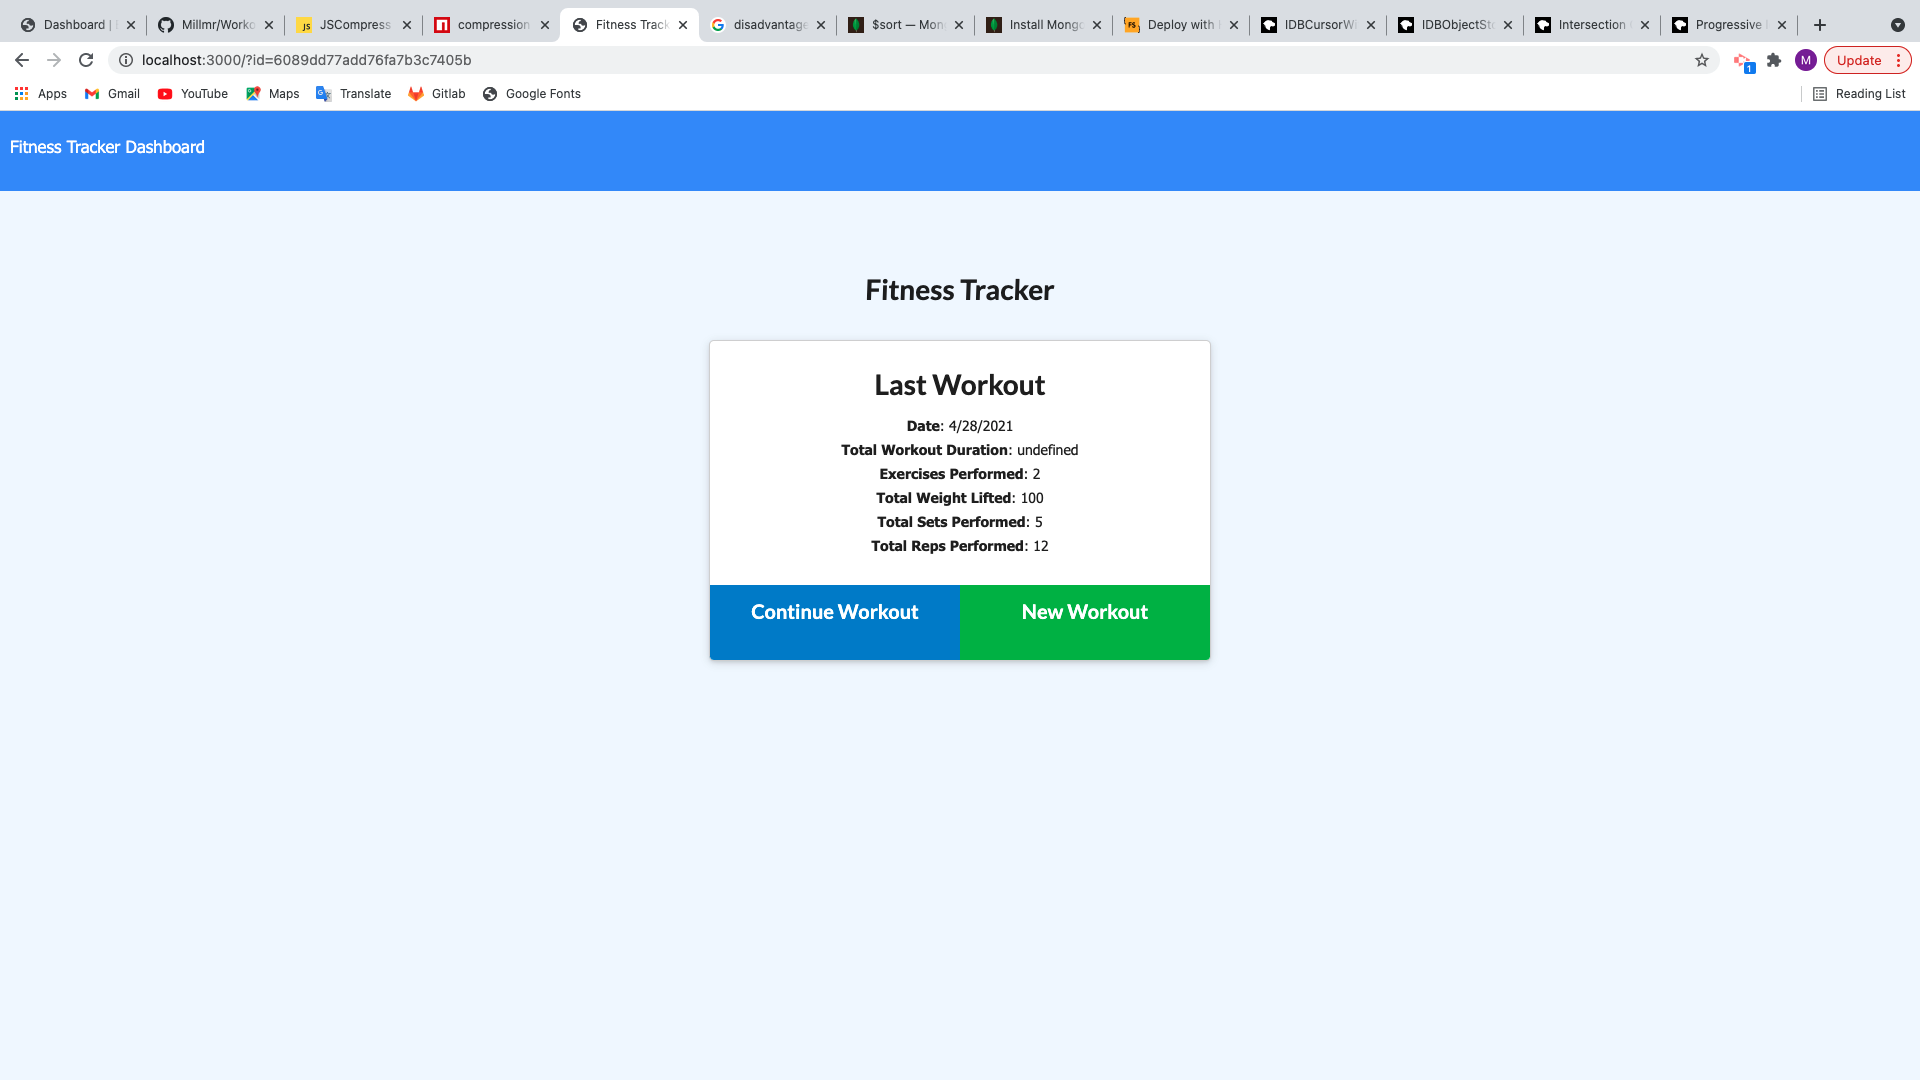 Dashboard |
Millmr/Worko
JSCompress
compression
Fitness Track
disadvantage
$sort — Mon
Install Mongo
Deploy with
IDBCursorWi
IDBObjectSto
Intersection
Progressive
localhost:3000/?id=6089dd77add76fa7b3c7405b
1
M
Update
Apps
Gmail
YouTube
Maps
Translate
Gitlab
Google Fonts
Reading List
Fitness Tracker Dashboard
Fitness Tracker
Last Workout
Date: 4/28/2021
Total Workout Duration: undefined
Exercises Performed: 2
Total Weight Lifted: 100
Total Sets Performed: 5
Total Reps Performed: 12
Continue Workout
New Workout